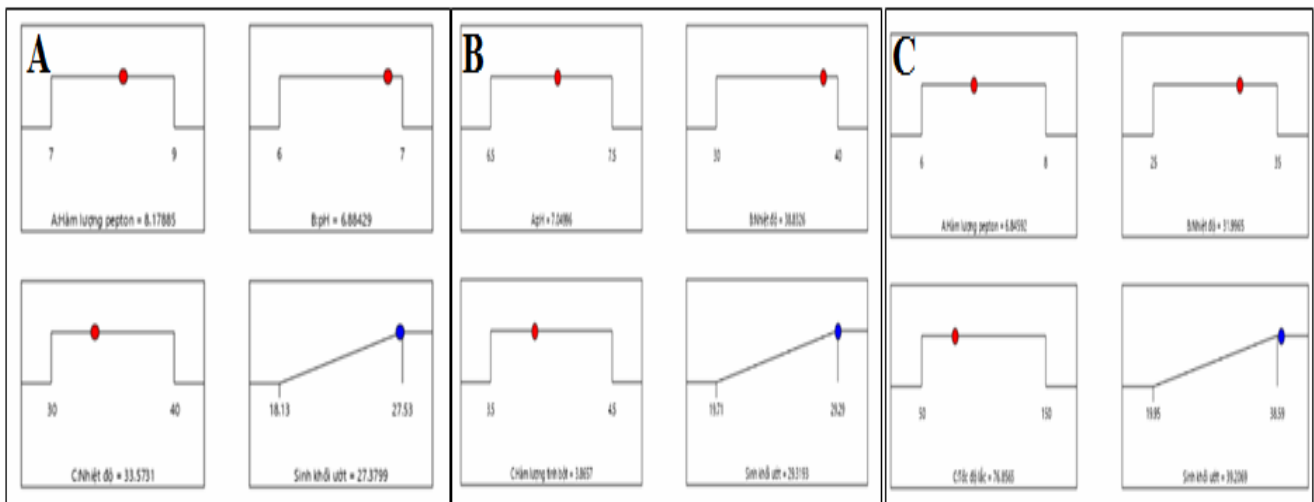 A
7 9
A:Hàm lượng pepton = 8.17885
6 7
B:pH = 6.88429
30 40
C:Nhiệt độ = 33.5731
18.13 27.53
Sinh khối ướt = 27.3799
B
6.5 7.5
A:pH = 7.04986
30 40
B:Nhiệt độ = 38.8326
3.5 4.5
C:Hàm lượng tinh bột = 3.8657
19.71 29.29
Sinh khối ướt = 29.3193
C
6 8
A:Hàm lượng pepton = 6.84592
25 35
B:Nhiệt độ = 31.9965
50 150
C:Tốc độ lắc = 76.8565
19.95 38.59
Sinh khối ướt = 39.2069